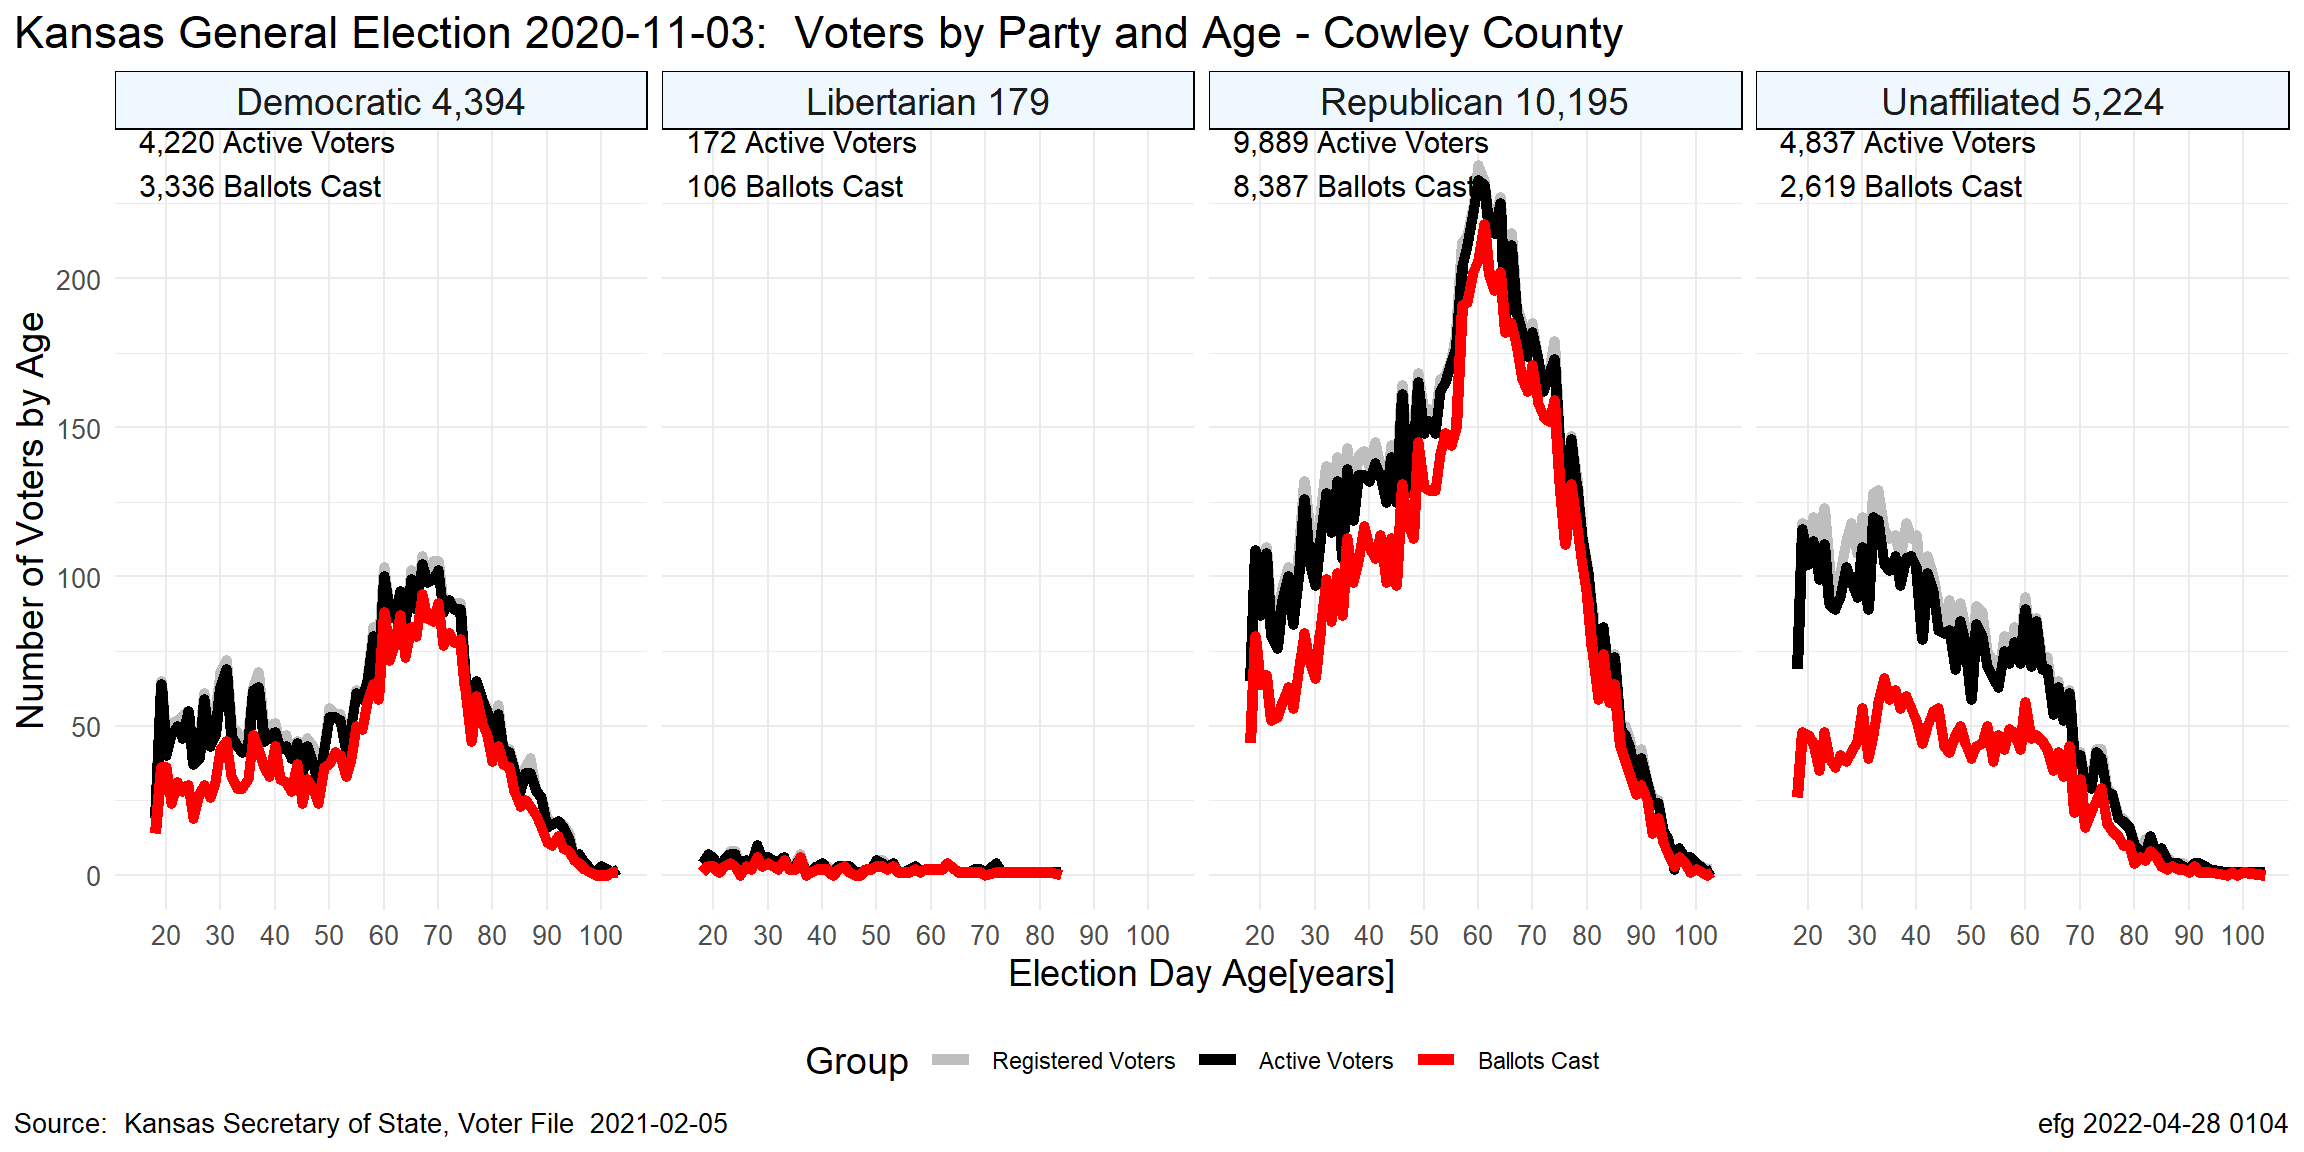 Kansas General Election 2020-11-03:  Voters by Party and Age - Cowley County
Democratic 4,394
Libertarian 179
Republican 10,195
Unaffiliated 5,224
4,220 Active Voters
3,336 Ballots Cast
172 Active Voters
106 Ballots Cast
9,889 Active Voters
8,387 Ballots Cast
4,837 Active Voters
2,619 Ballots Cast
Number of Voters by Age
200
150
100
50
0
20 30 40 50 60 70 80 90 100
20 30 40 50 60 70 80 90 100
20 30 40 50 60 70 80 90 100
20 30 40 50 60 70 80 90 100
Election Day Age[years]
Group Registered Voters Active Voters Ballots Cast
Source:  Kansas Secretary of State, Voter File  2021-02-05
efg 2022-04-28 0104